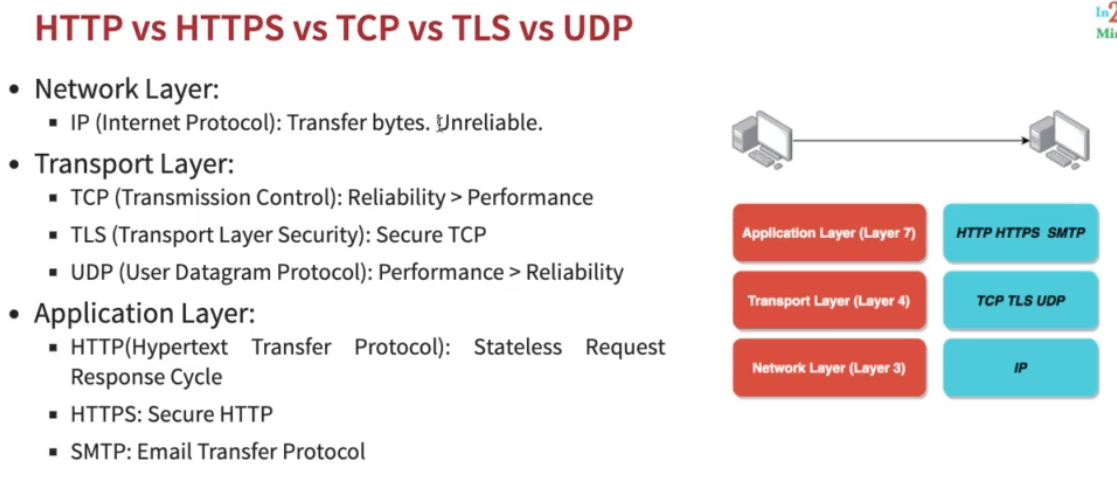 HTTP vs HTTPS vs TCP vs TLS vs UDP
In
Network Layer:
IP (Internet Protocol): Transfer bytes. Unreliable.
Transport Layer:
TCP (Transmission Control): Reliability > Performance
TLS (Transport Layer Security): Secure TCP
UDP (User Datagram Protocol): Performance > Reliability
Application Layer:
HTTP(Hypertext Transfer Protocol): Stateless Request
Response Cycle
HTTPS: Secure HTTP
SMTP: Email Transfer Protocol
Application Layer (Layer 7) HTTP HTTPS SMTP
Transport Layer (Layer 4) TCP TLS UDP
Network Layer (Layer 3) IP